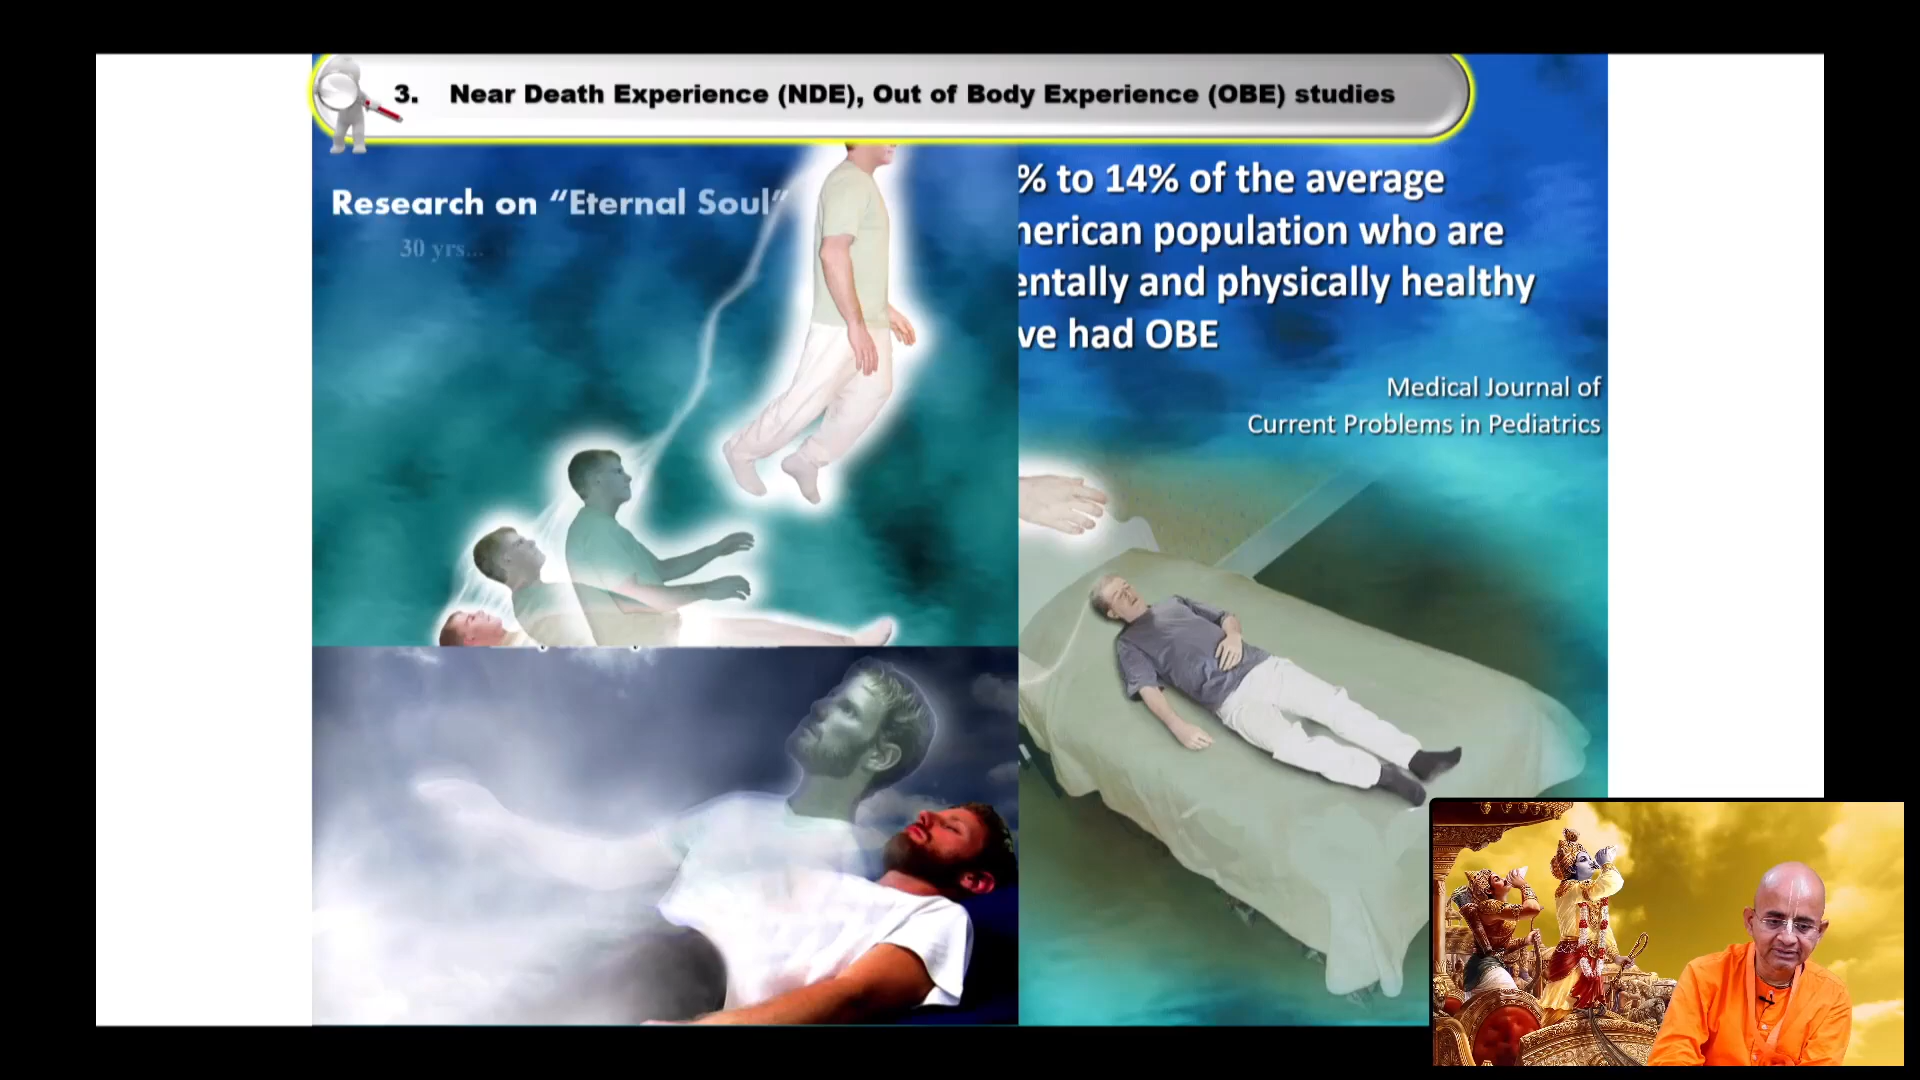 3. Near Death Experience (NDE), Out of Body Experience (OBE) studies
Research on “Eternal Soul”
30 yrs...
% to 14% of the average
nerican population who are
entally and physically healthy
ve had OBE
Medical Journal of
Current Problems in Pediatrics